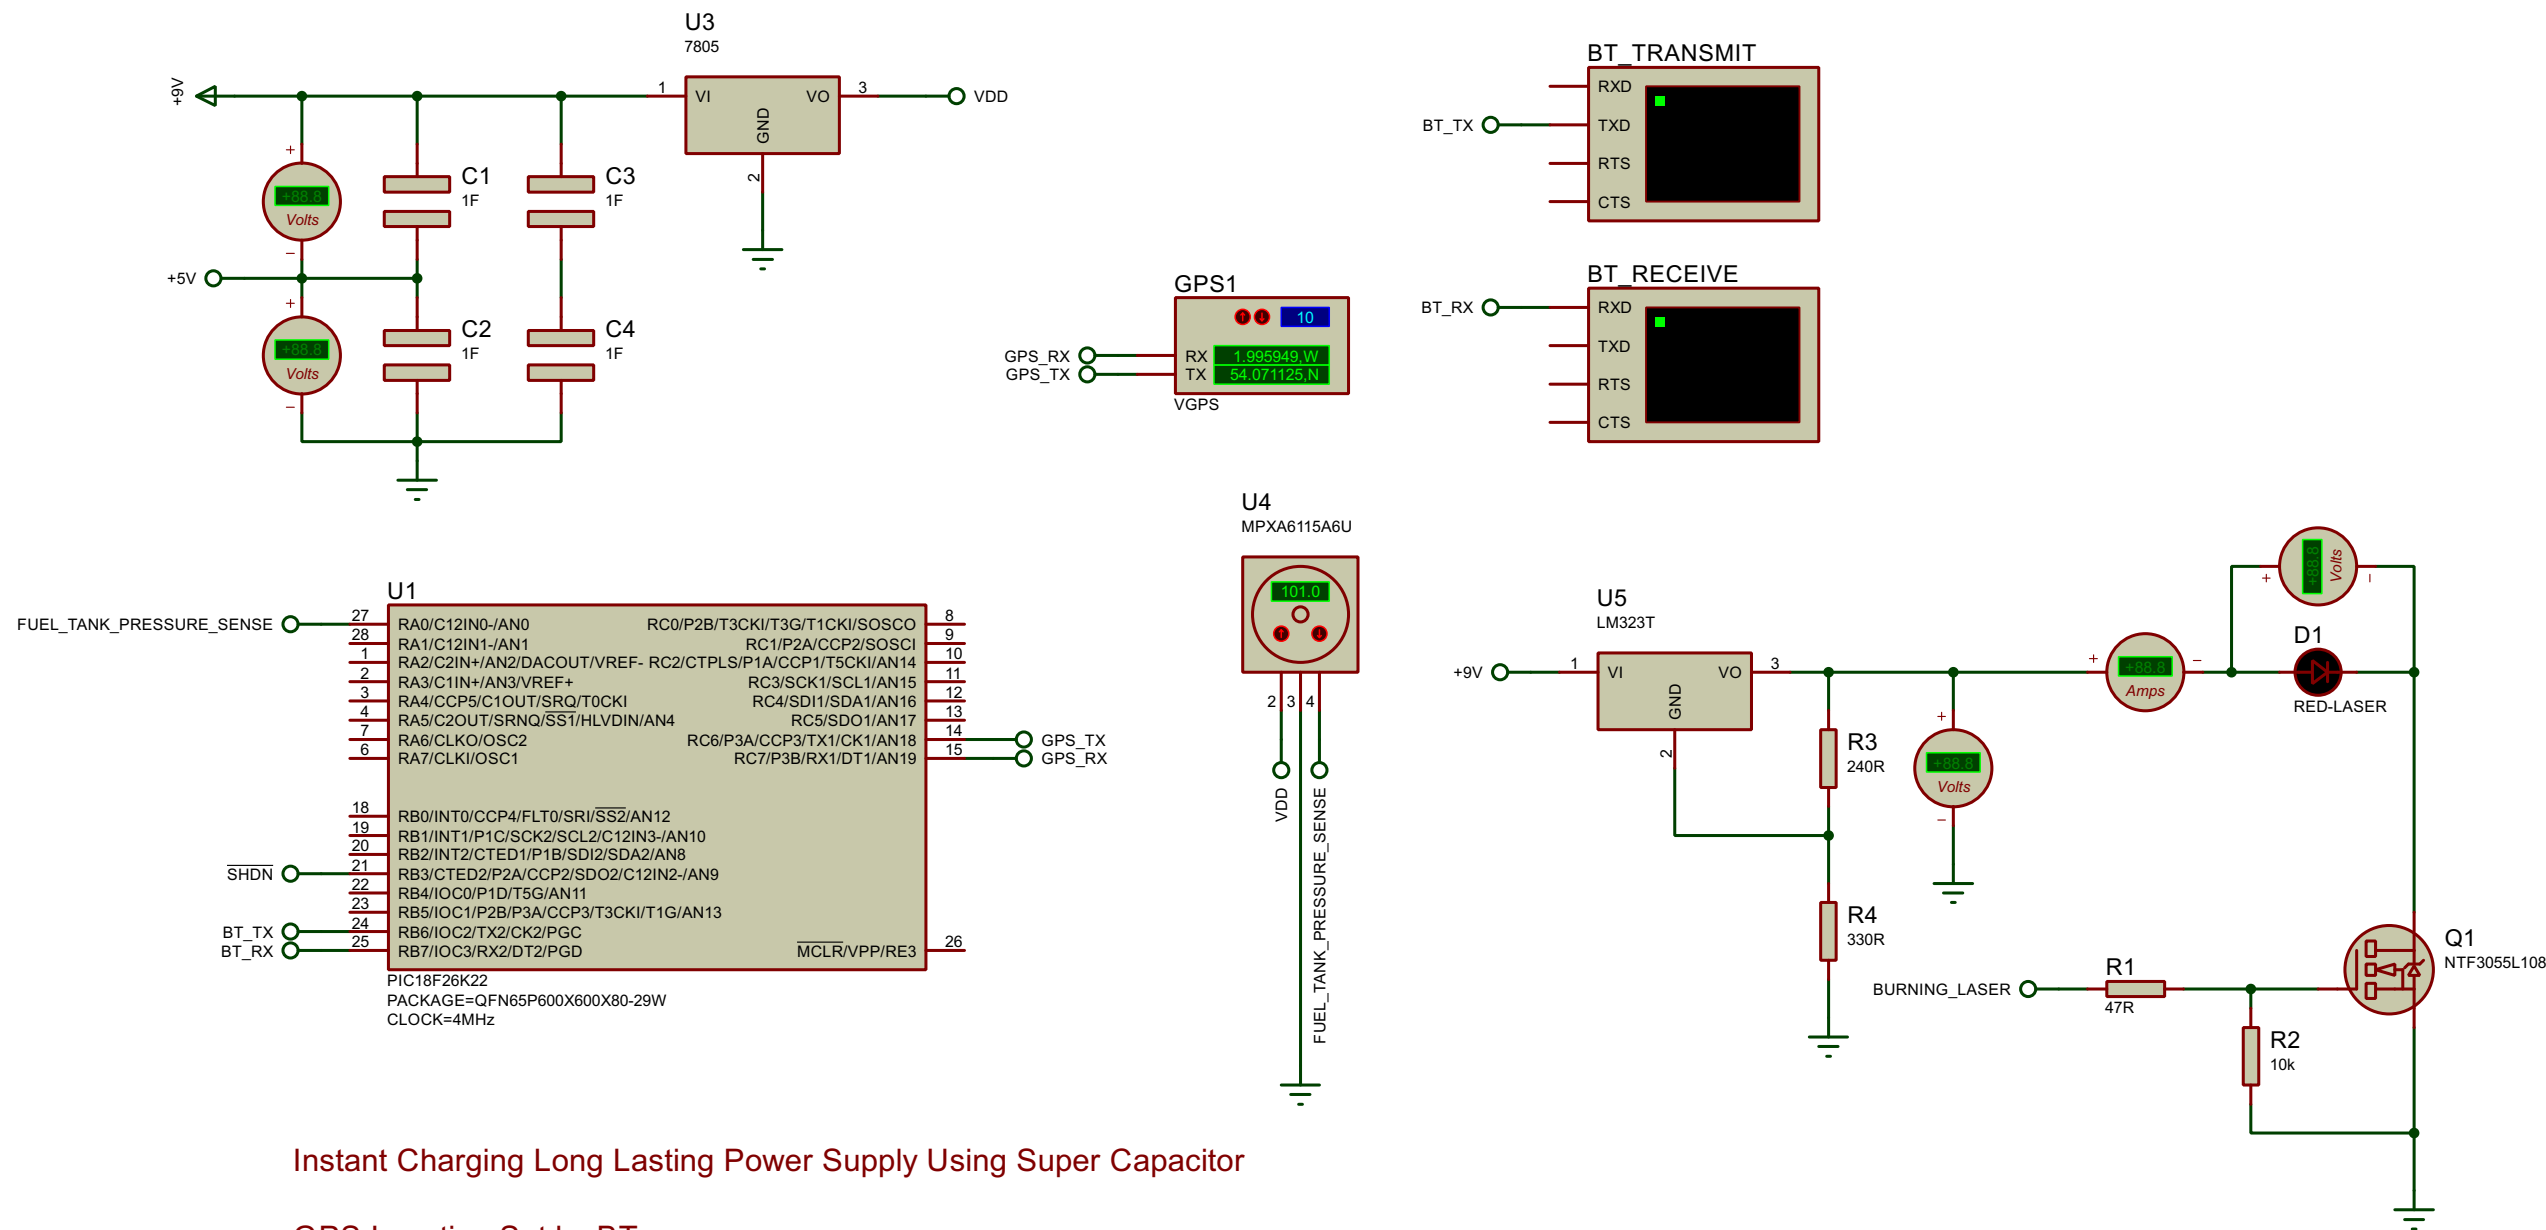 U3
7805
+9V
1
VI
VO
3
VDD
GND
2
+88.8
Volts
C1
1F
C3
1F
+5V
+88.8
Volts
C2
1F
C4
1F
BT_TRANSMIT
RXD
BT_TX
TXD
RTS
CTS
BT_RECEIVE
BT_RX
RXD
TXD
RTS
CTS
GPS1
10
GPS_RX
RX
1.995949,W
GPS_TX
TX
54.071125,N
VGPS
U4
MPXA6115A6U
101.0
2
3
4
VDD
FUEL_TANK_PRESSURE_SENSE
U1
FUEL_TANK_PRESSURE_SENSE
27 RA0/C12IN0-/AN0
28 RA1/C12IN1-/AN1
1 RA2/C2IN+/AN2/DACOUT/VREF-
2 RA3/C1IN+/AN3/VREF+
3 RA4/CCP5/C1OUT/SRQ/T0CKI
4 RA5/C2OUT/SRNQ/SS1/HLVDIN/AN4
7 RA6/CLKO/OSC2
6 RA7/CLKI/OSC1
18 RB0/INT0/CCP4/FLT0/SRI/SS2/AN12
19 RB1/INT1/P1C/SCK2/SCL2/C12IN3-/AN10
20 RB2/INT2/CTED1/P1B/SDI2/SDA2/AN8
SHDN 21 RB3/CTED2/P2A/CCP2/SDO2/C12IN2-/AN9
22 RB4/IOC0/P1D/T5G/AN11
23 RB5/IOC1/P2B/P3A/CCP3/T3CKI/T1G/AN13
BT_TX 24 RB6/IOC2/TX2/CK2/PGC
BT_RX 25 RB7/IOC3/RX2/DT2/PGD
RC0/P2B/T3CKI/T3G/T1CKI/SOSCO 8
RC1/P2A/CCP2/SOSCI 9
RC2/CTPLS/P1A/CCP1/T5CKI/AN14 10
RC3/SCK1/SCL1/AN15 11
RC4/SDI1/SDA1/AN16 12
RC5/SDO1/AN17 13
RC6/P3A/CCP3/TX1/CK1/AN18 14 GPS_TX
RC7/P3B/RX1/DT1/AN19 15 GPS_RX
MCLR/VPP/RE3 26
PIC18F26K22
PACKAGE=QFN65P600X600X80-29W
CLOCK=4MHz
U5
LM323T
+9V
1
VI
VO
3
GND
2
R3
240R
R4
330R
+88.8
Volts
+88.8
Amps
+88.8
Volts
D1
RED-LASER
Q1
NTF3055L108
BURNING_LASER
R1
47R
R2
10k
Instant Charging Long Lasting Power Supply Using Super Capacitor